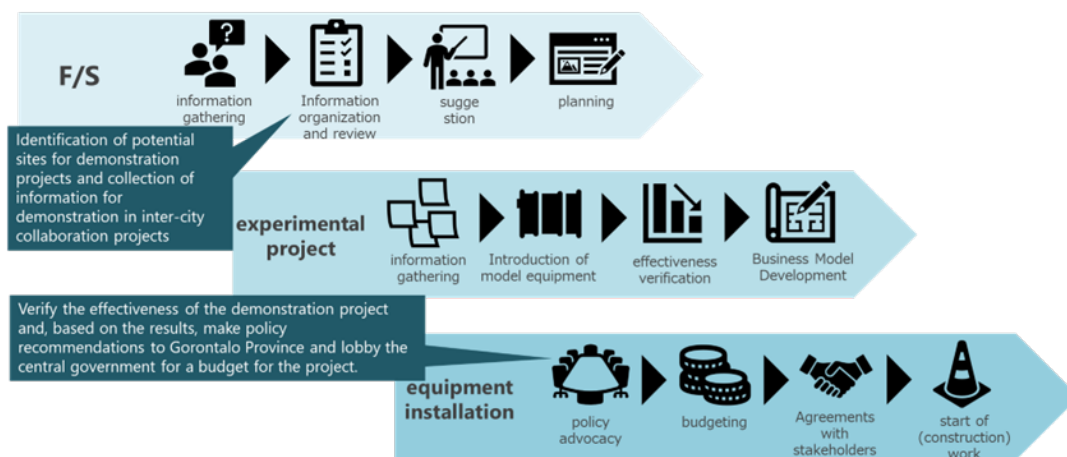 F/S
information
gathering
Information
organization
and review
sugge
stion
planning
Identification of potential
sites for demonstration
projects and collection of
information for
demonstration in inter-city
collaboration projects
experimental
project
information
gathering
Introduction of
model equipment
effectiveness
verification
Business Model
Development
Verify the effectiveness of the demonstration project
and, based on the results, make policy
recommendations to Gorontalo Province and lobby the
central government for a budget for the project.
equipment
installation
policy
advocacy
budgeting
Agreements
with
stakeholders
start of
(construction)
work